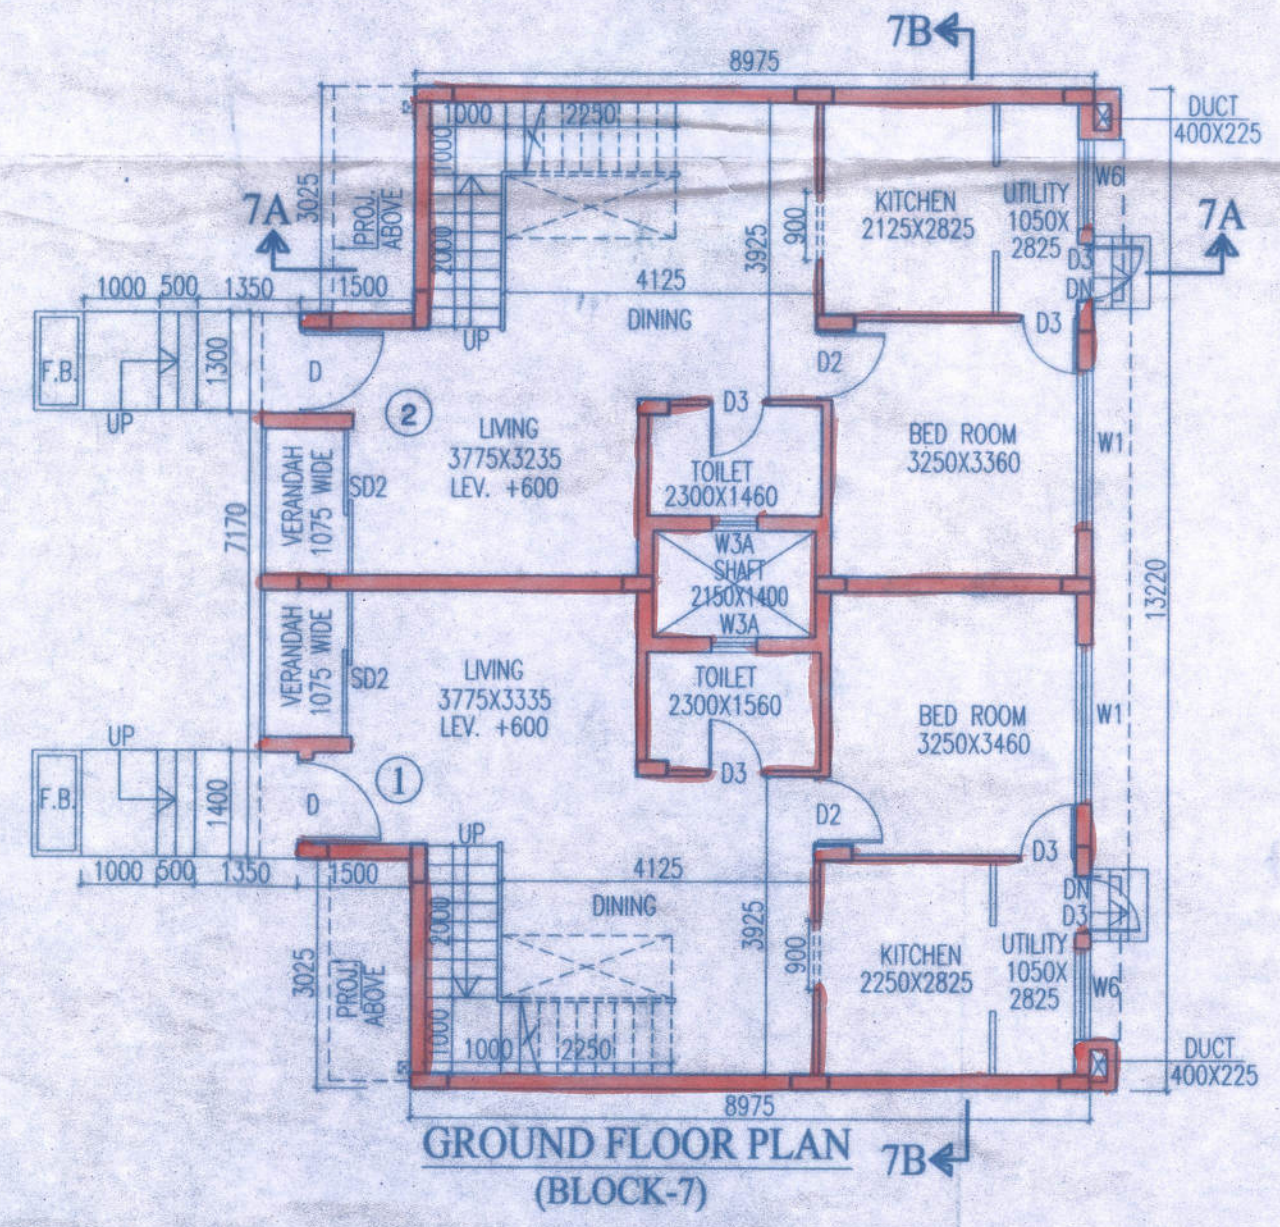 7B
8975
DUCT
400X225
1000
2250
1000
3025
PROJ.
ABOVE
7A
2000
3925
900
KITCHEN
2125X2825
UTILITY
1050X
2825
W6
7A
D3
DN
1000
500
1350
1500
4125
DINING
D3
F.B.
1300
D
UP
D2
UP
2
D3
LIVING
3775X3235
LEV. +600
BED ROOM
3250X3360
W1
VERANDAH
1075 WIDE
SD2
TOILET
2300X1460
7170
W3A
SHAFT
2150X1400
W3A
13220
VERANDAH
1075 WIDE
SD2
LIVING
3775X3335
LEV. +600
TOILET
2300X1560
BED ROOM
3250X3460
W1
UP
F.B.
1400
D
1
D3
D2
UP
D3
1000
500
1350
1500
4125
DINING
DN
D3
3025
PROJ.
ABOVE
2000
3925
900
KITCHEN
2250X2825
UTILITY
1050X
2825
W6
1000
1000
2250
DUCT
400X225
8975
GROUND FLOOR PLAN
(BLOCK-7)
7B